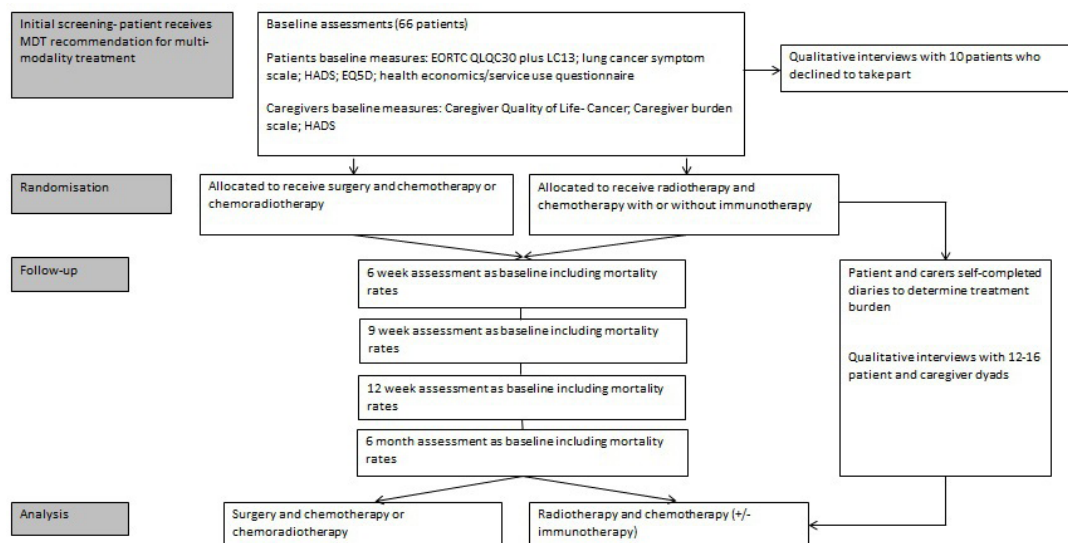 Initial screening- patient receives
MDT recommendation for multi-
modality treatment
Baseline assessments (66 patients)
Patients baseline measures: EORTC QLQC30 plus LC13; lung cancer symptom
scale; HADS; EQ5D; health economics/service use questionnaire
Caregivers baseline measures: Caregiver Quality of Life- Cancer; Caregiver burden
scale; HADS
Qualitative interviews with 10 patients who
declined to take part
Randomisation
Allocated to receive surgery and chemotherapy or
chemoradiotherapy
Allocated to receive radiotherapy and
chemotherapy with or without immunotherapy
Follow-up
6 week assessment as baseline including mortality
rates
9 week assessment as baseline including mortality
rates
12 week assessment as baseline including mortality
rates
6 month assessment as baseline including mortality
rates
Patient and carers self-completed
diaries to determine treatment
burden
Qualitative interviews with 12-16
patient and caregiver dyads
Analysis
Surgery and chemotherapy or
chemoradiotherapy
Radiotherapy and chemotherapy (+/-
immunotherapy)